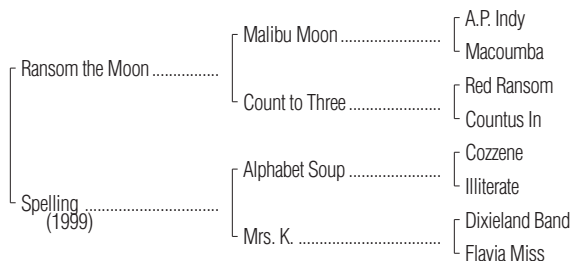 A.P. Indy
Malibu Moon ....................
Macoumba
Ransom the Moon .............
Red Ransom
Count to Three ..................
Countus In
Cozzene
Alphabet Soup ..................
Illiterate
Spelling ..........................
(1999)
Dixieland Band
Mrs. K. ............................
Flavia Miss